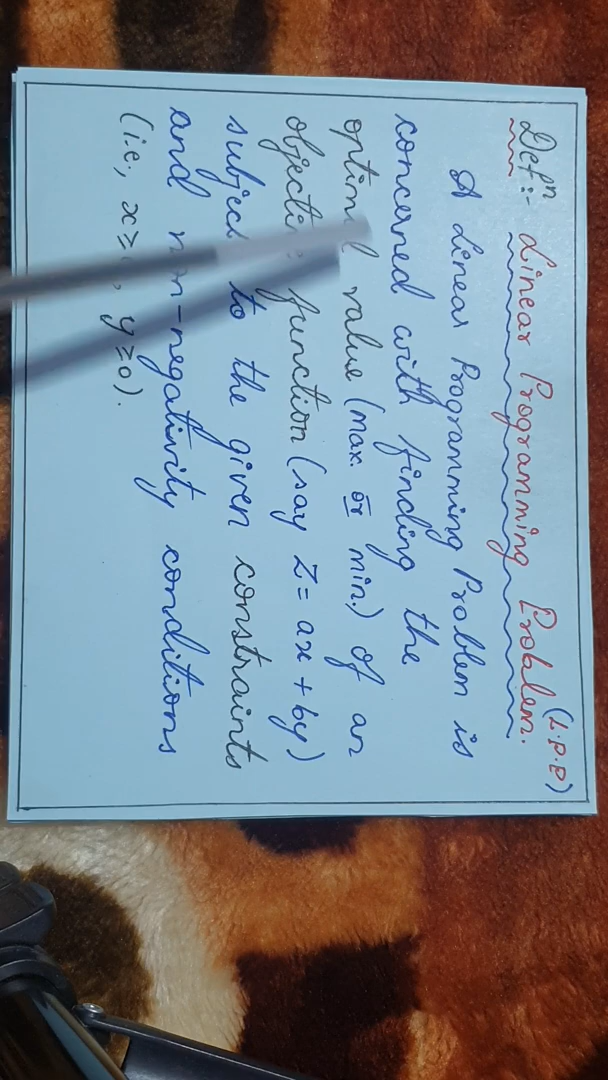 Defⁿ :- Linear Programming Problem. (L.P.P)
A Linear Programming Problem is
concerned with finding the
optimal value (max. or min.) of an
function (say Z = ax + by)
to the given constraints
and non-negativity conditions
(i.e., x ≥ , y ≥ 0).